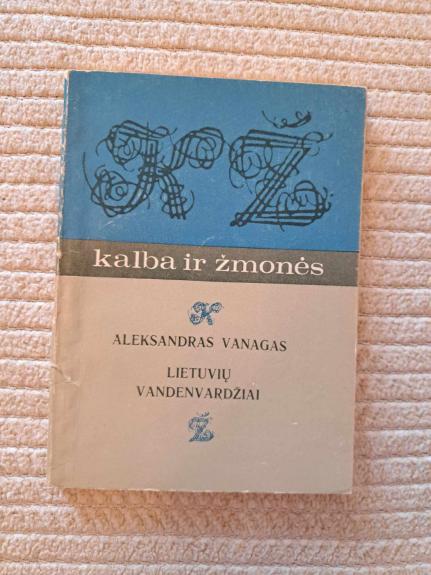 K Ž
kalba ir žmonės
K
ALEKSANDRAS VANAGAS
LIETUVIŲ
VANDENVARDŽIAI
Ž